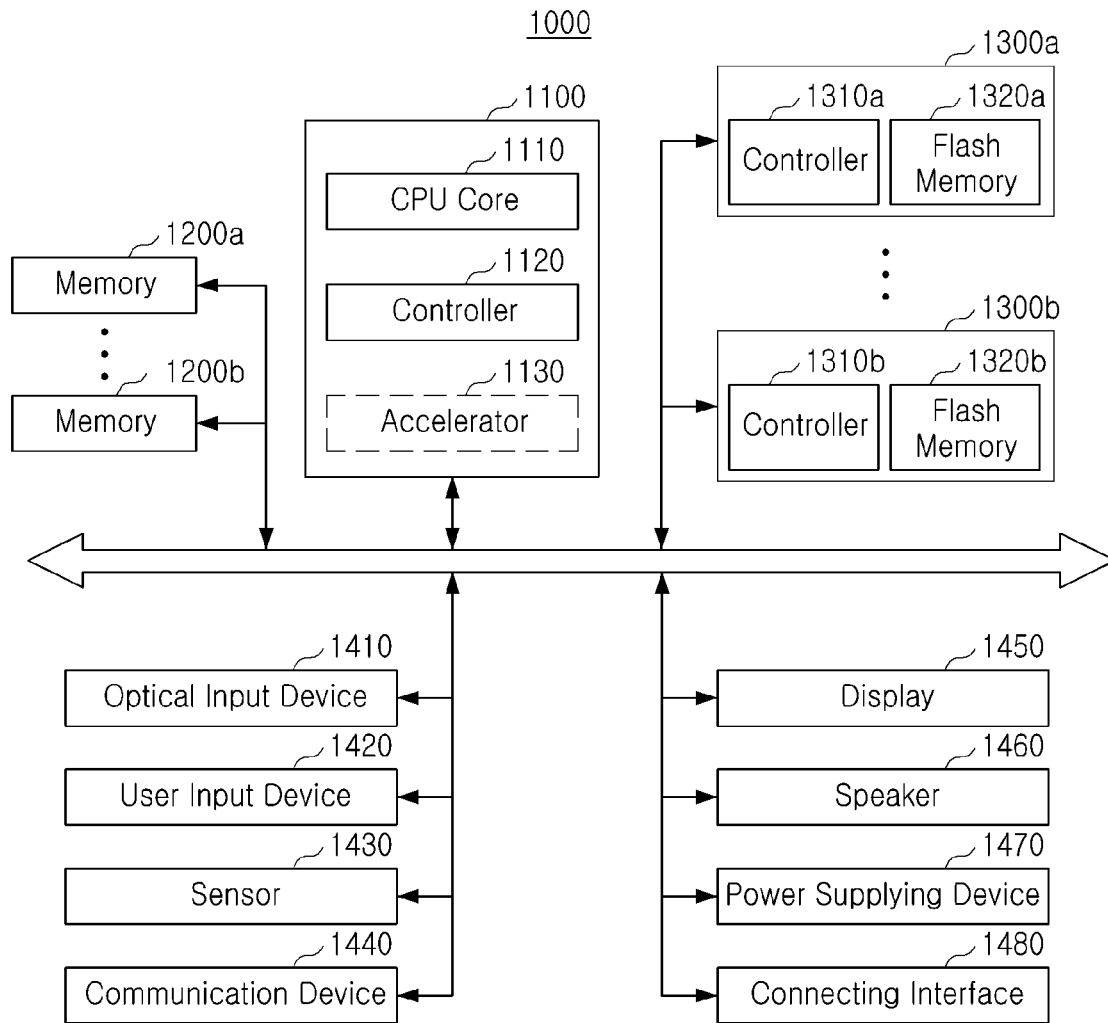 1000
1100
1110
CPU Core
1120
Controller
1130
Accelerator
1200a
Memory
1200b
Memory
1300a
1310a
Controller
1320a
Flash
Memory
1300b
1310b
Controller
1320b
Flash
Memory
1410
Optical Input Device
1420
User Input Device
1430
Sensor
1440
Communication Device
1450
Display
1460
Speaker
1470
Power Supplying Device
1480
Connecting Interface